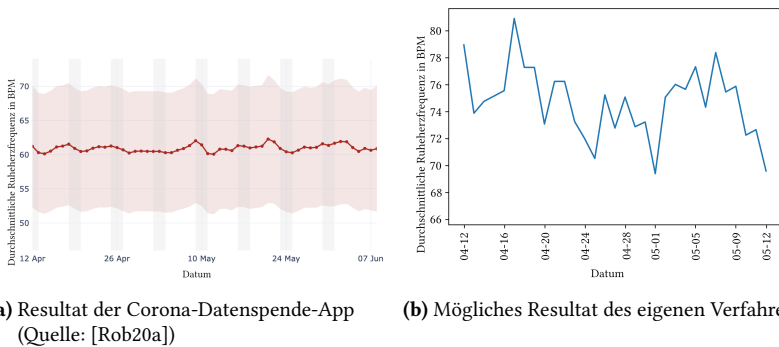 Durchschnittliche Ruheherzfrequenz in BPM
70
65
60
55
50
12 Apr
26 Apr
10 May
24 May
07 Jun
Datum
Durchschnittliche Ruheherzfrequenz in BPM
80
78
76
74
72
70
68
66
04-12
04-16
04-20
04-24
04-28
05-01
05-05
05-09
05-12
Datum
a) Resultat der Corona-Datenspende-App
(Quelle: [Rob20a])
(b) Mögliches Resultat des eigenen Verfahre